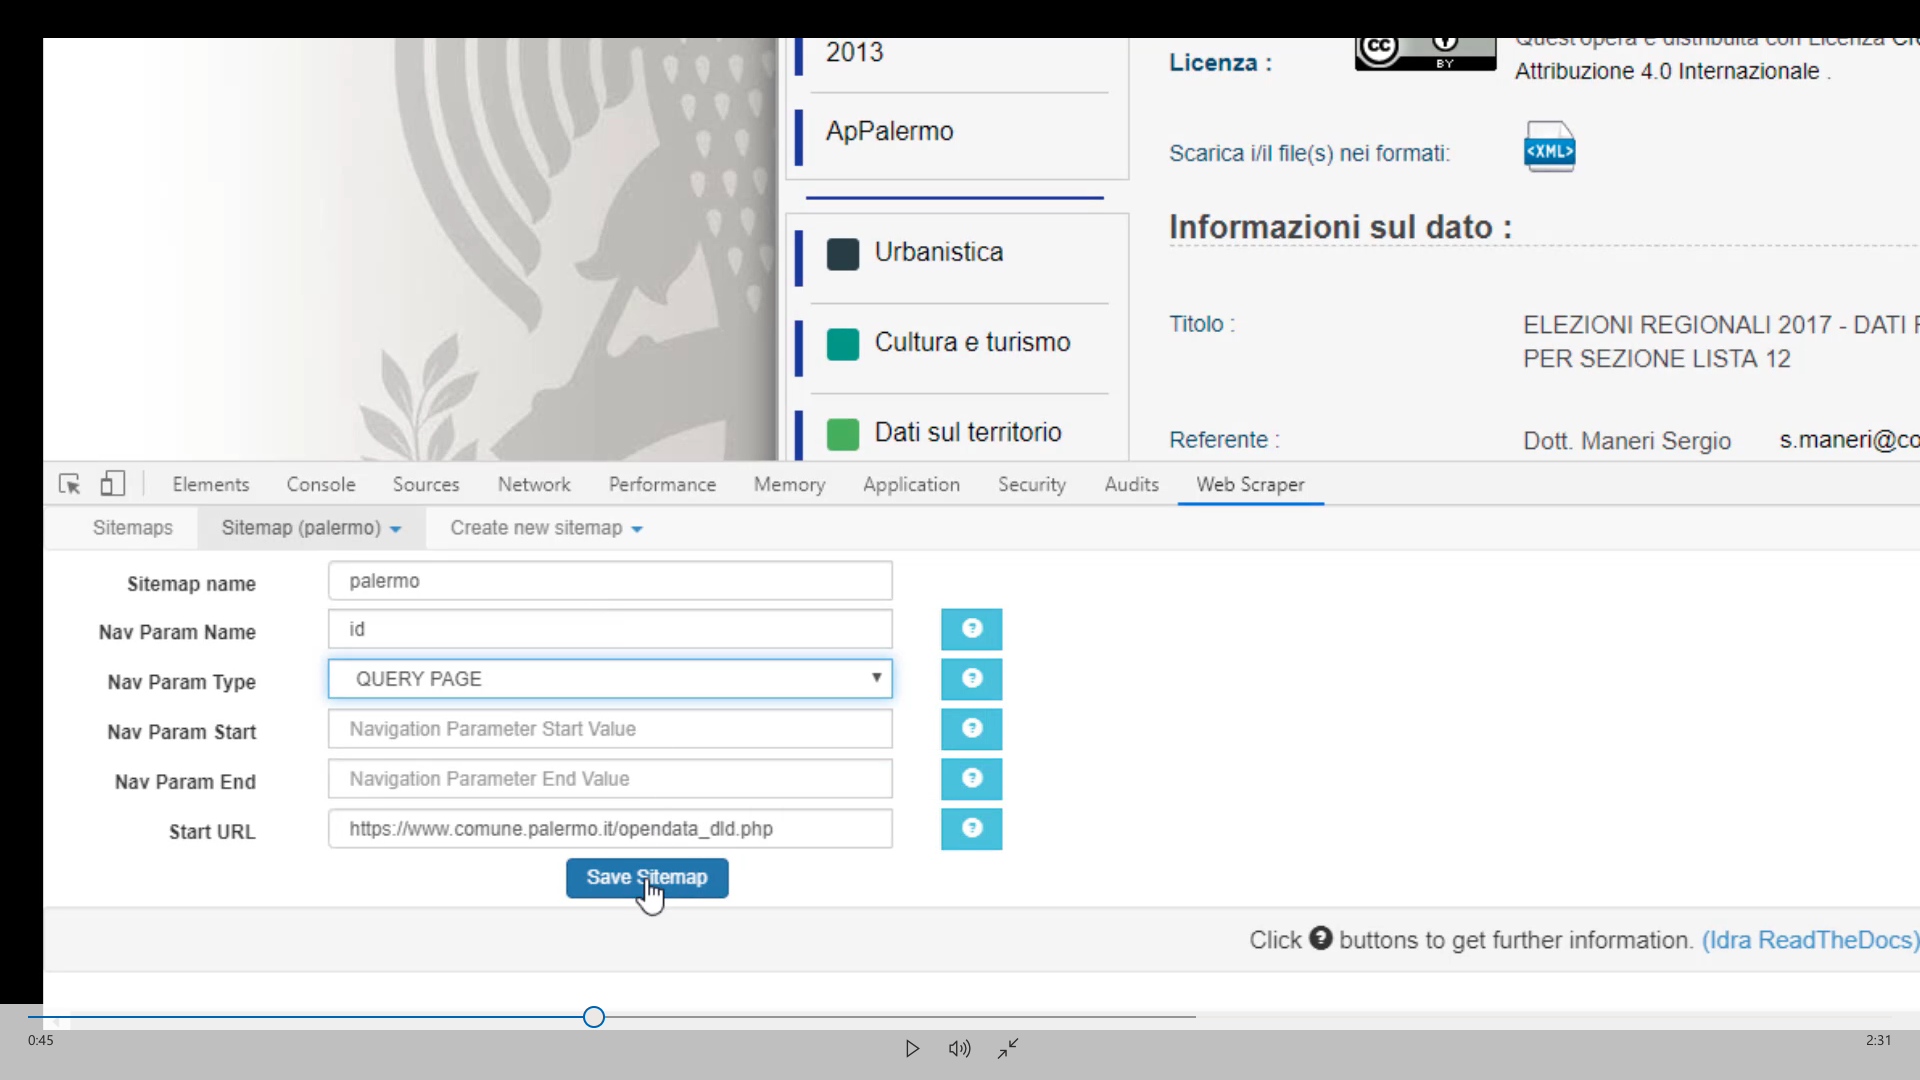 2013
ApPalermo
Urbanistica
Cultura e turismo
Dati sul territorio
Licenza :
cc
BY
Quest'opera è distribuita con Licenza
Attribuzione 4.0 Internazionale .
Scarica i/il file(s) nei formati:
<XML>
Informazioni sul dato :
Titolo :
ELEZIONI REGIONALI 2017 - DATI
PER SEZIONE LISTA 12
Referente :
Dott. Maneri Sergio s.maneri@co
Elements Console Sources Network Performance Memory Application Security Audits Web Scraper
Sitemaps Sitemap (palermo) Create new sitemap
Sitemap name palermo
Nav Param Name id ?
Nav Param Type QUERY PAGE ?
Nav Param Start Navigation Parameter Start Value ?
Nav Param End Navigation Parameter End Value ?
Start URL https://www.comune.palermo.it/opendata_dld.php ?
Save Sitemap
Click ? buttons to get further information. (Idra ReadTheDocs)
0:45
2:31